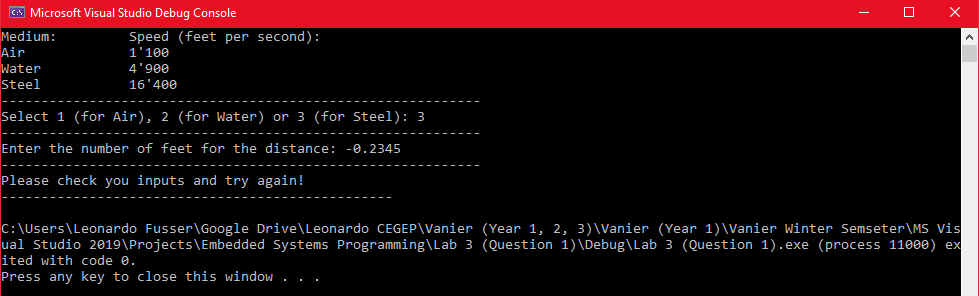 Microsoft Visual Studio Debug Console
Medium: Speed (feet per second):
Air 1'100
Water 4'900
Steel 16'400
------------------------------------------------------------
Select 1 (for Air), 2 (for Water) or 3 (for Steel): 3
------------------------------------------------------------
Enter the number of feet for the distance: -0.2345
------------------------------------------------------------
Please check you inputs and try again!
-------------------------------------------------
C:\Users\Leonardo Fusser\Google Drive\Leonardo CEGEP\Vanier (Year 1, 2, 3)\Vanier (Year 1)\Vanier Winter Semseter\MS Vis
ual Studio 2019\Projects\Embedded Systems Programming\Lab 3 (Question 1)\Debug\Lab 3 (Question 1).exe (process 11000) ex
ited with code 0.
Press any key to close this window . . .